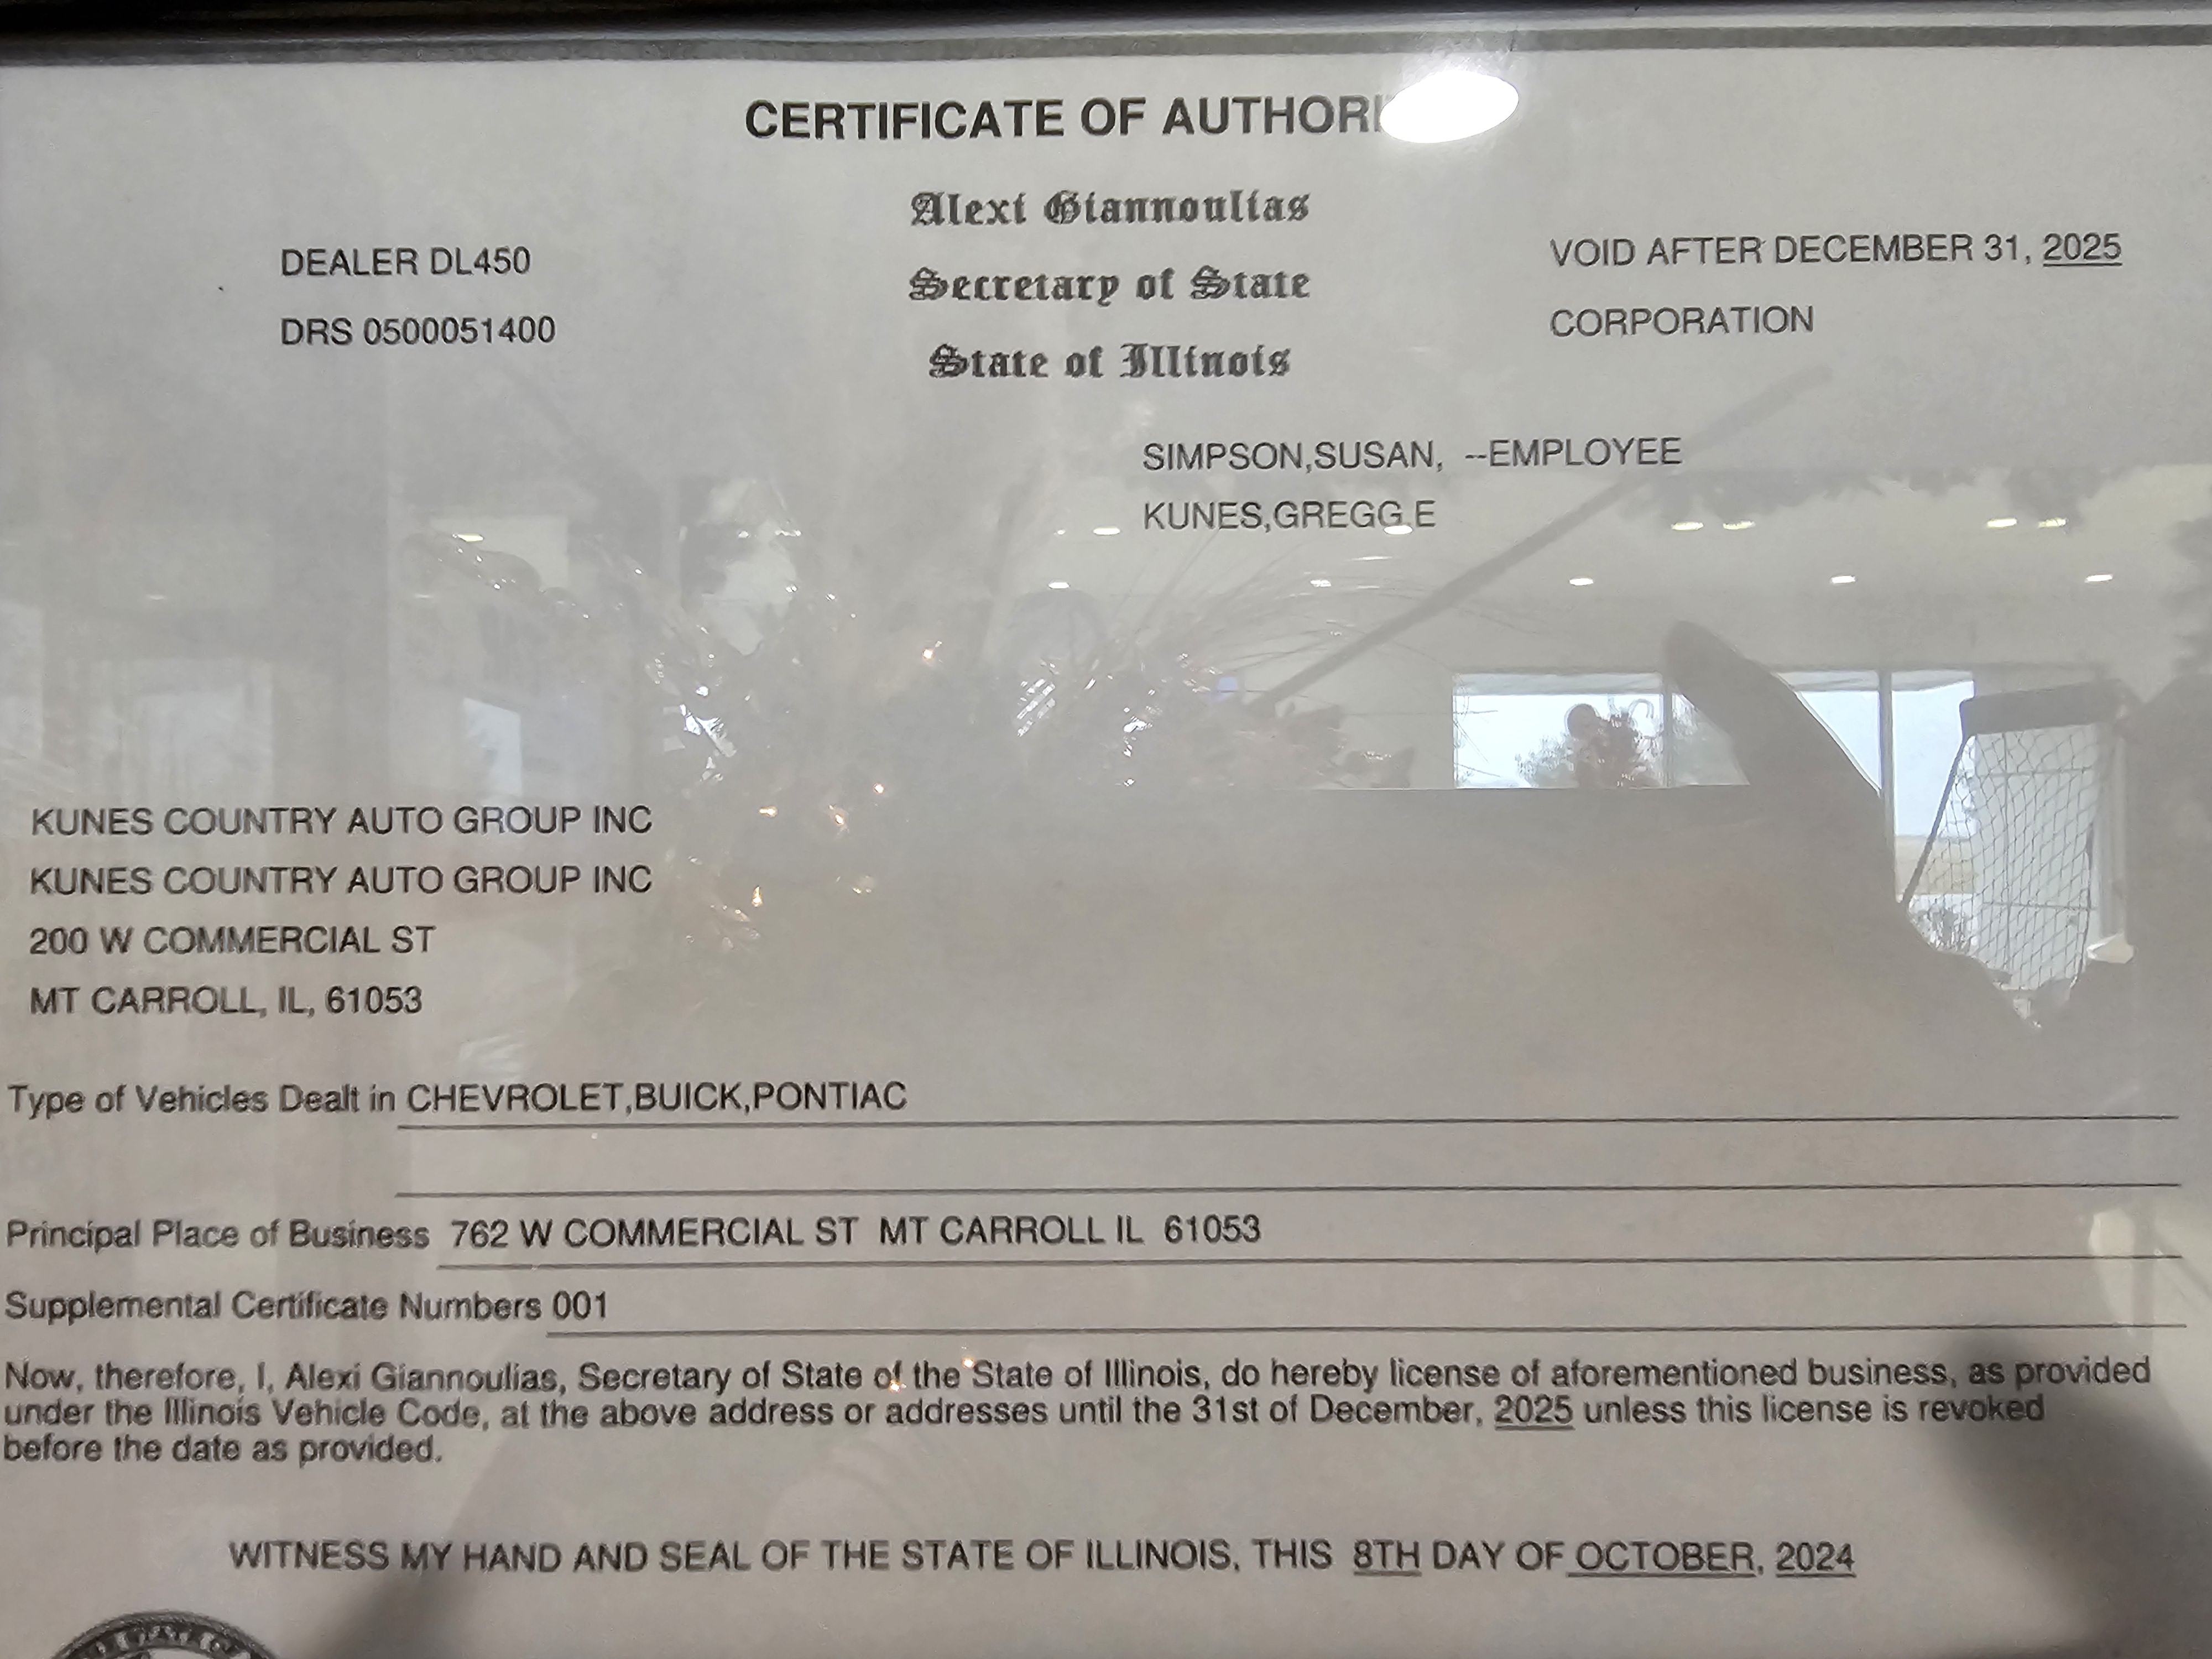 CERTIFICATE OF
Alexi Giannoulias
DEALER DL450
Secretary of State
VOID AFTER DECEMBER 31, 2025
DRS 0500051400
State of Illinois
CORPORATION
SIMPSON,SUSAN, --EMPLOYEE
KUNES,GREGG,E
KUNES COUNTRY AUTO GROUP INC
KUNES COUNTRY AUTO GROUP INC
200 W COMMERCIAL ST
MT CARROLL, IL, 61053
Type of Vehicles Dealt in CHEVROLET,BUICK,PONTIAC
Principal Place of Business 762 W COMMERCIAL ST MT CARROLL IL 61053
Supplemental Certificate Numbers 001
Now, therefore, I, Alexi Giannoulias, Secretary of State of the State of Illinois, do hereby license of aforementioned business, as provided
under the Illinois Vehicle Code, at the above address or addresses until the 31st of December, 2025 unless this license is revoked
before the date as provided.
WITNESS MY HAND AND SEAL OF THE STATE OF ILLINOIS, THIS 8TH DAY OF OCTOBER, 2024